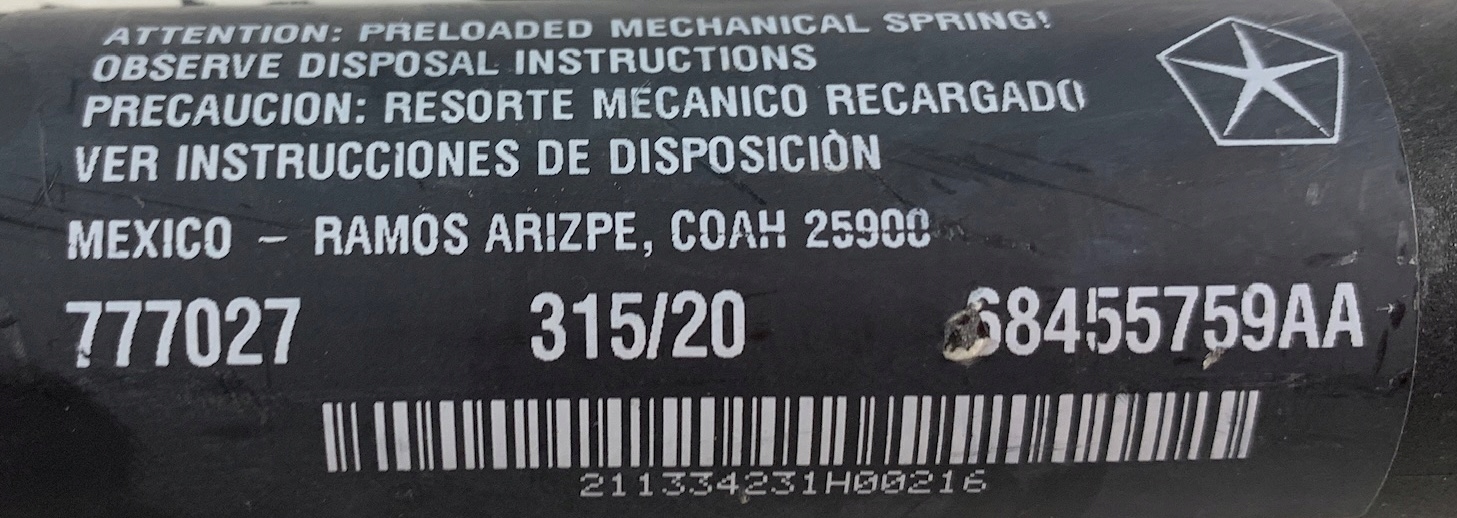 ATTENTION: PRELOADED MECHANICAL SPRING!
OBSERVE DISPOSAL INSTRUCTIONS
PRECAUCION: RESORTE MECANICO RECARGADO
VER INSTRUCCIONES DE DISPOSICIÒN
MEXICO – RAMOS ARIZPE, COAH 25900
777027 315/20 68455759AA
211334231H00216